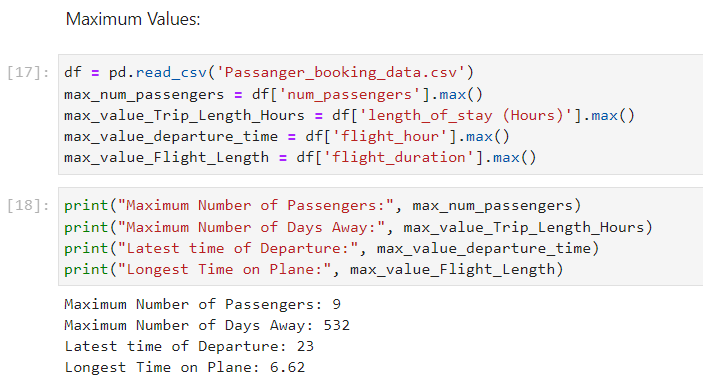 Maximum Values:
[17]: df = pd.read_csv('Passanger_booking_data.csv')
max_num_passengers = df['num_passengers'].max()
max_value_Trip_Length_Hours = df['length_of_stay (Hours)'].max()
max_value_departure_time = df['flight_hour'].max()
max_value_Flight_Length = df['flight_duration'].max()
[18]: print("Maximum Number of Passengers:", max_num_passengers)
print("Maximum Number of Days Away:", max_value_Trip_Length_Hours)
print("Latest time of Departure:", max_value_departure_time)
print("Longest Time on Plane:", max_value_Flight_Length)
Maximum Number of Passengers: 9
Maximum Number of Days Away: 532
Latest time of Departure: 23
Longest Time on Plane: 6.62